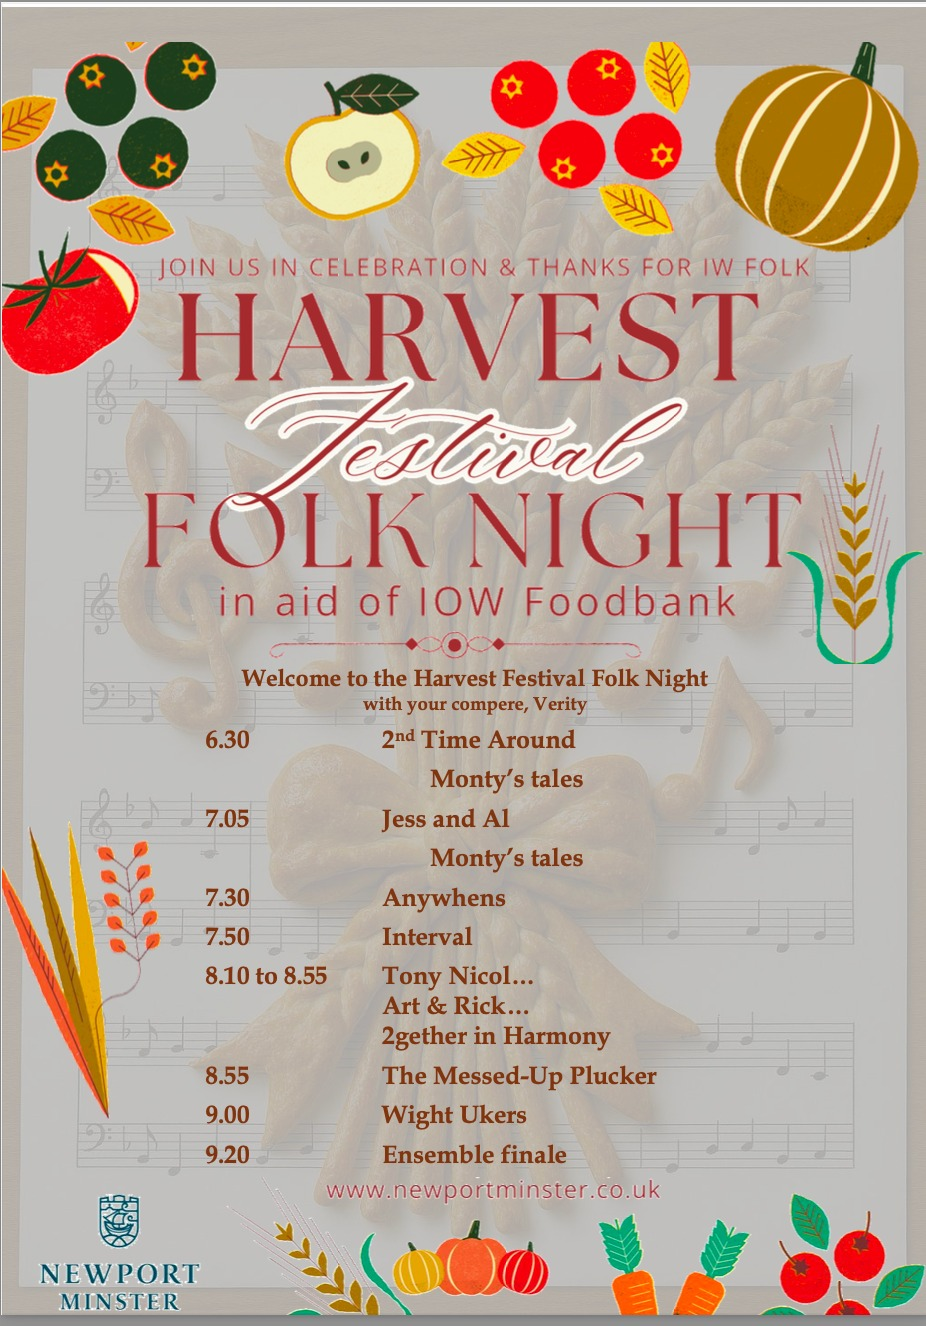 JOIN US IN CELEBRATION & THANKS FOR IW FOLK
HARVEST
Festival
FOLK NIGHT
in aid of IOW Foodbank
Welcome to the Harvest Festival Folk Night
with your compere, Verity
6.30 2nd Time Around
Monty's tales
7.05 Jess and Al
Monty's tales
7.30 Anywhens
7.50 Interval
8.10 to 8.55 Tony Nicol...
Art & Rick...
2gether in Harmony
8.55 The Messed-Up Plucker
9.00 Wight Ukers
9.20 Ensemble finale
www.newportminster.co.uk
NEWPORT
MINSTER